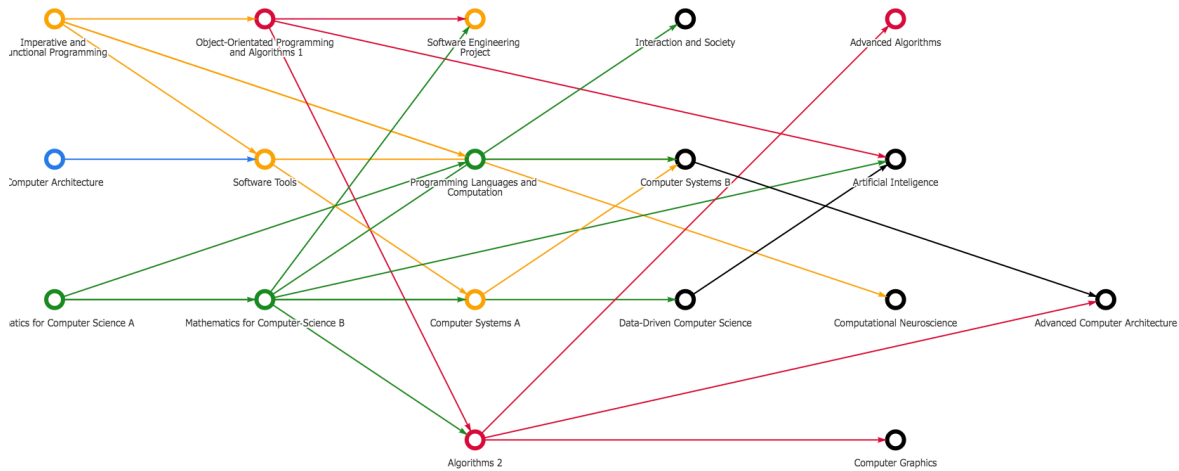 Imperative and
Functional Programming
Object-Orientated Programming
and Algorithms 1
Software Engineering
Project
Interaction and Society
Advanced Algorithms
Computer Architecture
Software Tools
Programming Languages and
Computation
Computer Systems B
Artificial Inteligence
atics for Computer Science A
Mathematics for Computer Science B
Computer Systems A
Data-Driven Computer Science
Computational Neuroscience
Advanced Computer Architecture
Algorithms 2
Computer Graphics